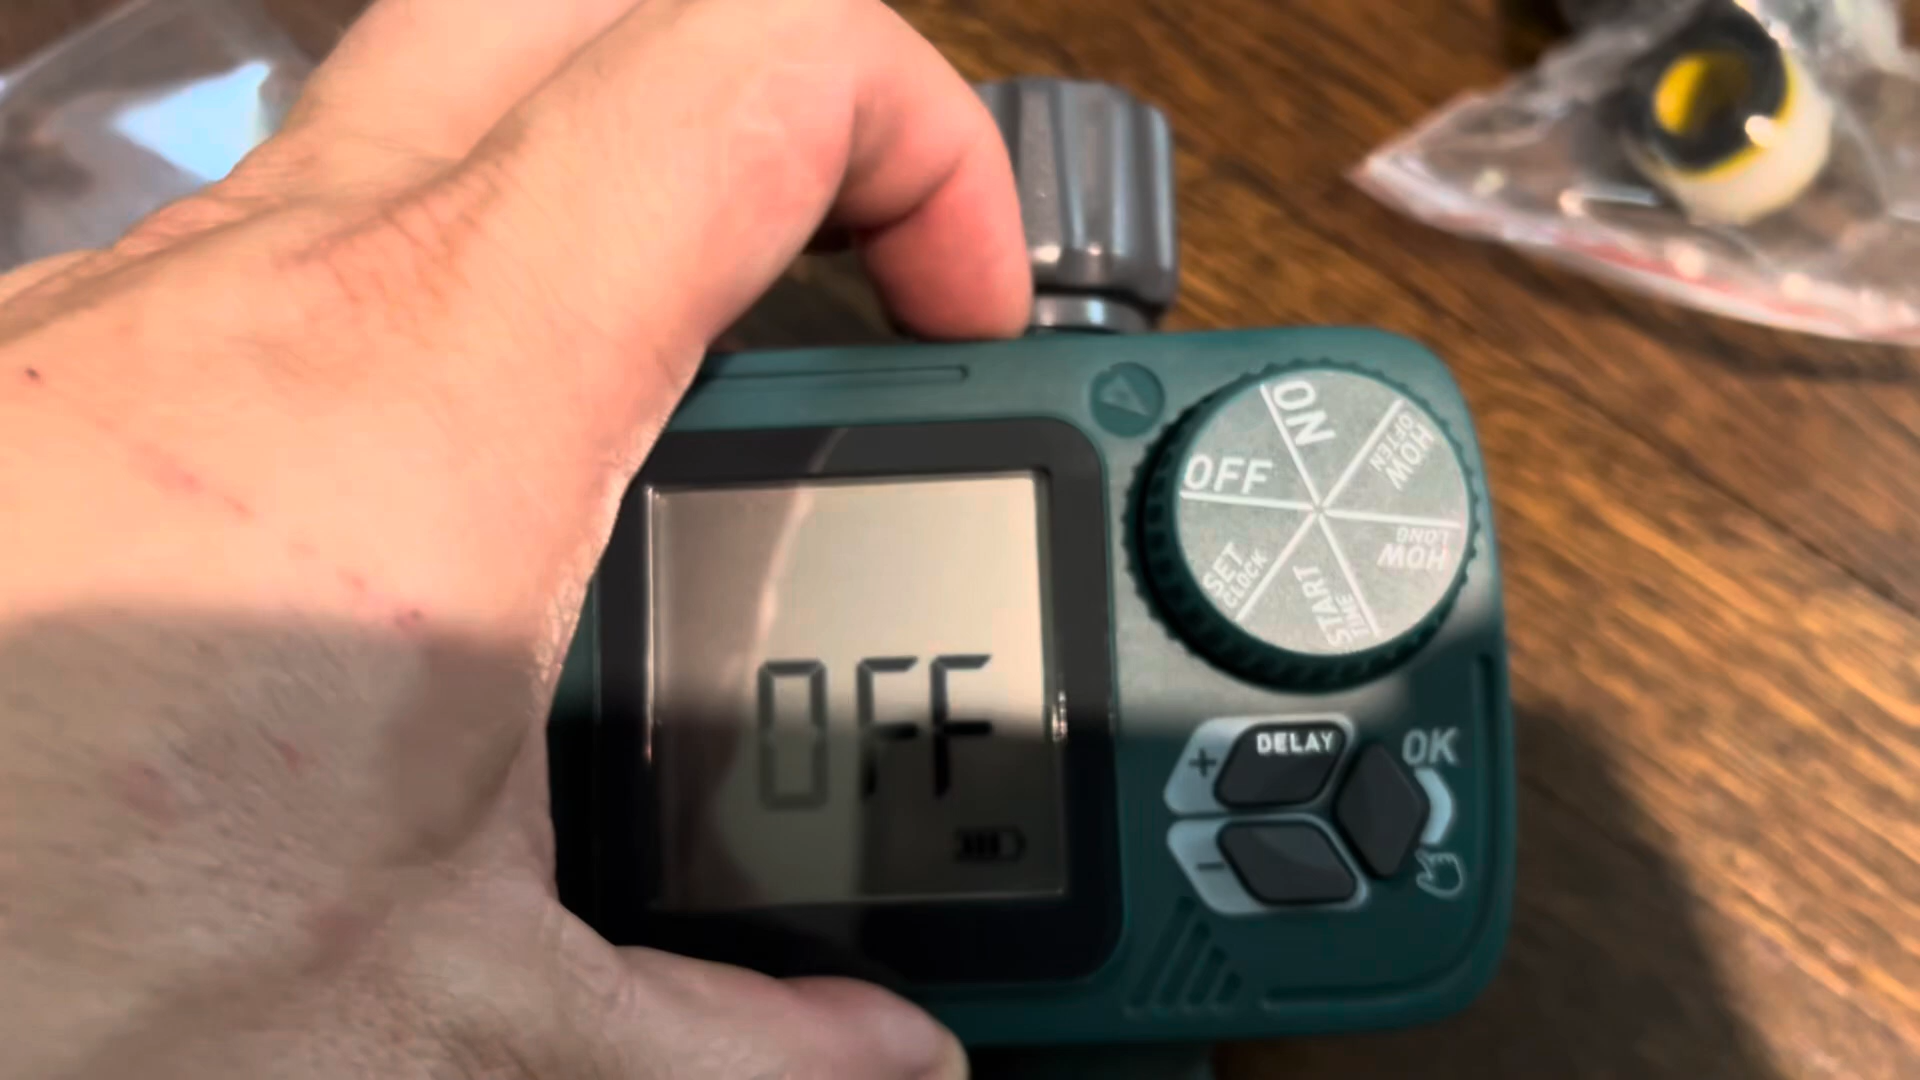 ON
HOW
OFTEN
OFF
HOW
LONG
SET
CLOCK
START
TIME
OFF
+ DELAY
OK
-